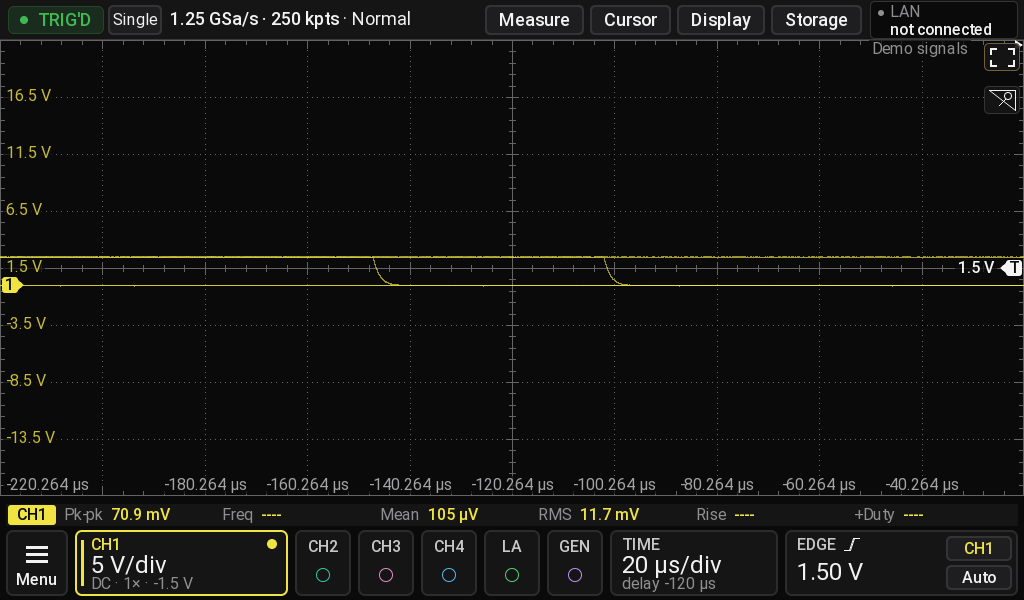 TRIG'D Single 1.25 GSa/s · 250 kpts · Normal Measure Cursor Display Storage LAN
not connected
Demo signals
16.5 V
11.5 V
6.5 V
1.5 V
1.5 V T
1
-3.5 V
-8.5 V
-13.5 V
-220.264 µs -180.264 µs -160.264 µs -140.264 µs -120.264 µs -100.264 µs -80.264 µs -60.264 µs -40.264 µs
CH1 Pk-pk 70.9 mV Freq ---- Mean 105 µV RMS 11.7 mV Rise ---- +Duty ----
Menu
CH1
5 V/div
DC · 1× · -1.5 V
CH2
CH3
CH4
LA
GEN
TIME
20 µs/div
delay -120 µs
EDGE
1.50 V
CH1
Auto